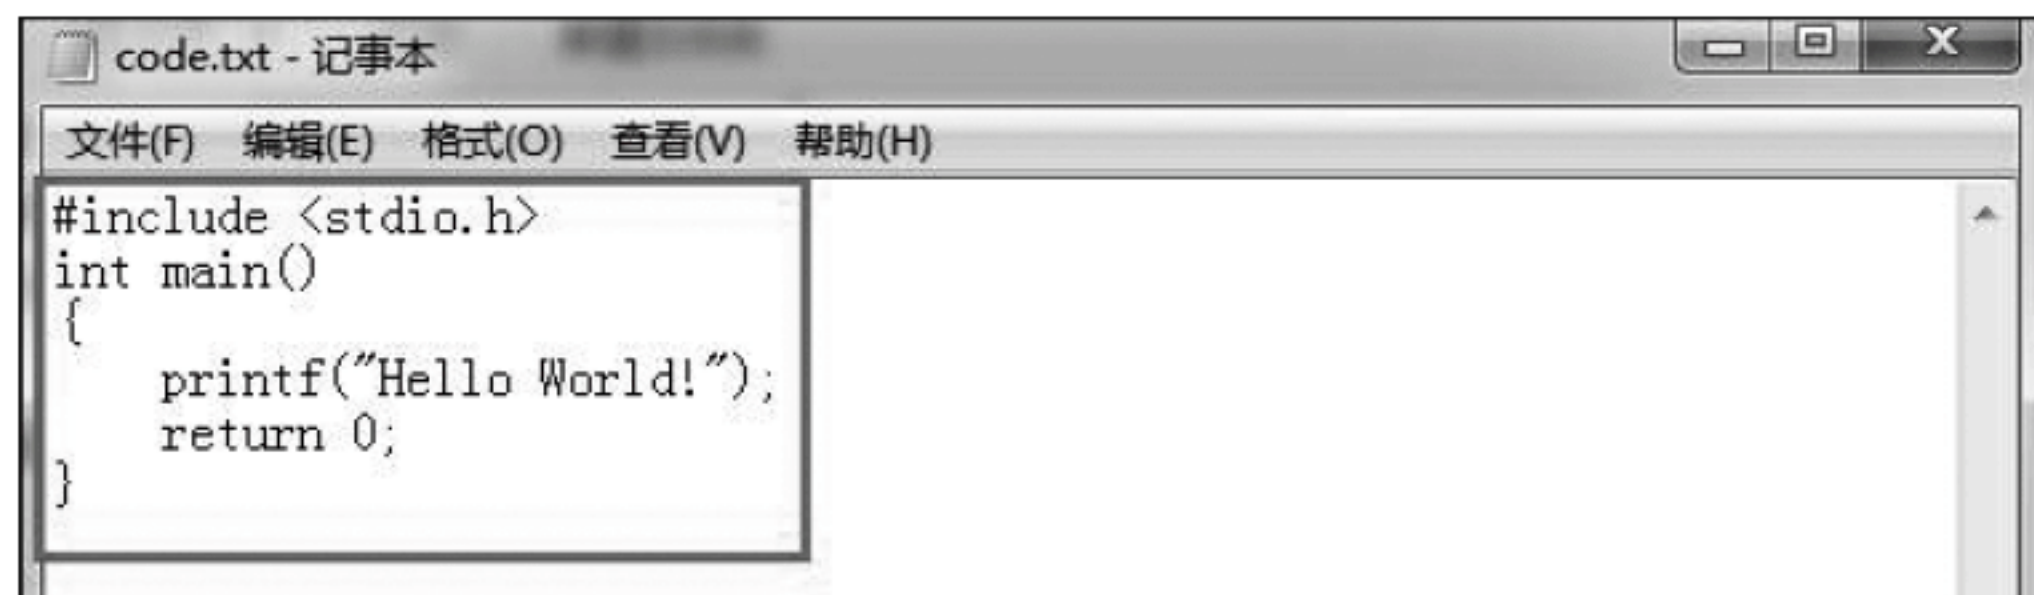 code.txt - 记事本
文件(F) 编辑(E) 格式(O) 查看(V) 帮助(H)
#include <stdio.h>
int main()
{
    printf("Hello World!");
    return 0;
}